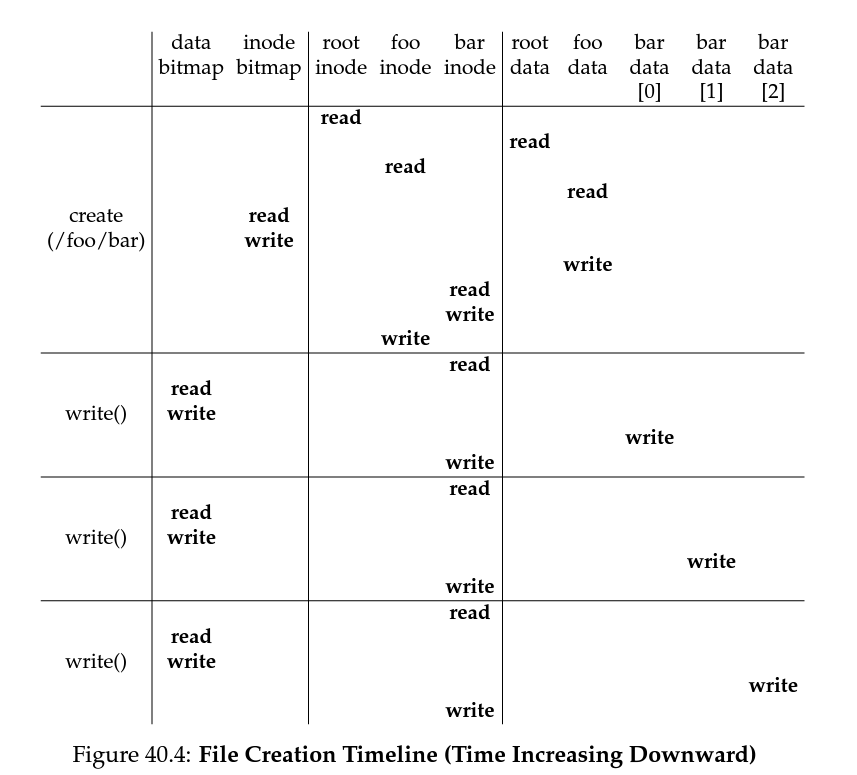 data inode root foo bar root foo bar bar bar
bitmap bitmap inode inode inode data data data data data
[0] [1] [2]
read
read
read
read
create read
(/foo/bar) write
write
read
write
write
read
read
write() write
write
write
read
read
write() write
write
write
read
read
write() write
write
write
Figure 40.4: File Creation Timeline (Time Increasing Downward)